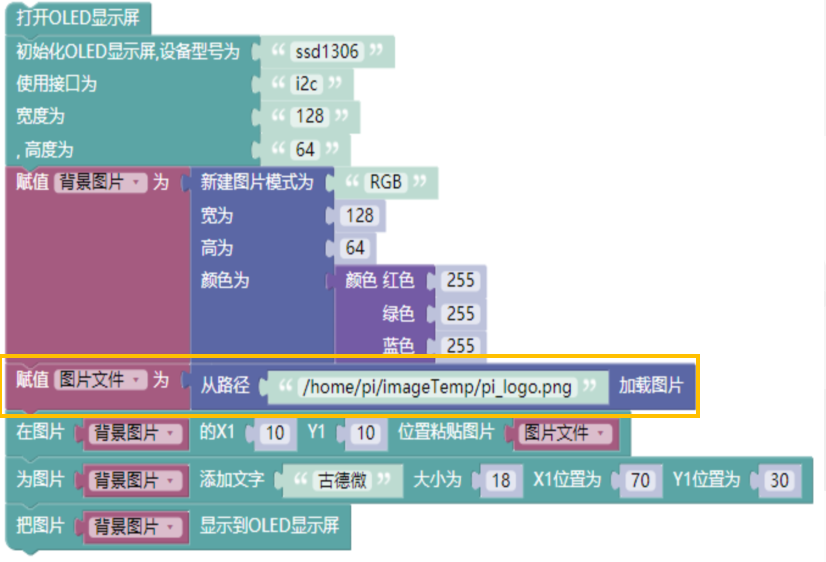 打开OLED显示屏
初始化OLED显示屏,设备型号为 “ ssd1306 ”
使用接口为 “ i2c ”
宽度为 “ 128 ”
, 高度为 “ 64 ”
赋值 背景图片 为 新建图片模式为 “ RGB ”
宽为 128
高为 64
颜色为 颜色 红色 255
绿色 255
蓝色 255
赋值 图片文件 为 从路径 “ /home/pi/imageTemp/pi_logo.png ” 加载图片
在图片 背景图片 的X1 10 Y1 10 位置粘贴图片 图片文件
为图片 背景图片 添加文字 “ 古德微 ” 大小为 18 X1位置为 70 Y1位置为 30
把图片 背景图片 显示到OLED显示屏